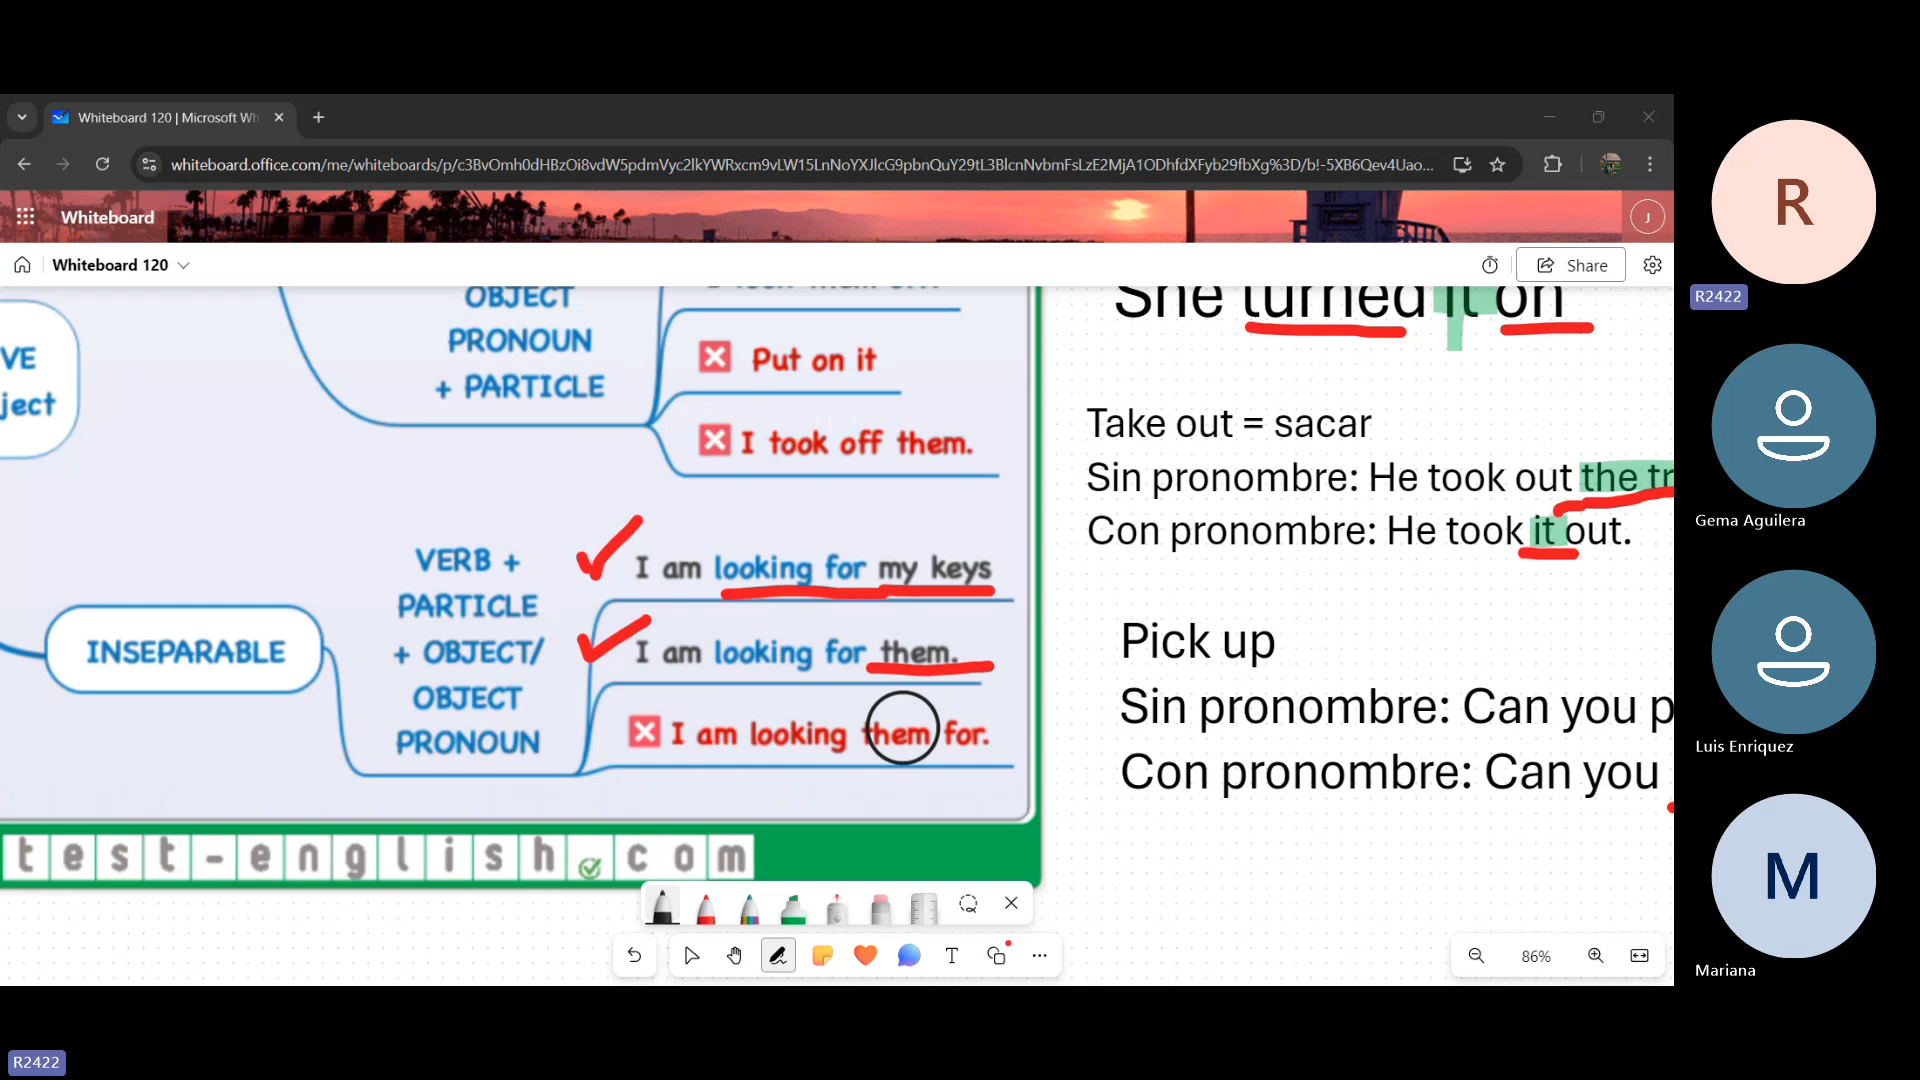 Whiteboard 120 | Microsoft Wh
whiteboard.office.com/me/whiteboards/p/c3BvOmh0dHBzOi8vdW5pdmVyc2lkYWRxcm9vLW15LnNoYXJlcG9pbnQuY29tL3BlcnNvbmFsLzE2MjA1ODhfdXFyb29fbXg%3D/b!-5XB6Qev4Uao...
Whiteboard
J
Whiteboard 120
Share
VE
ject
OBJECT
PRONOUN
+ PARTICLE
Put on it
I took off them.
INSEPARABLE
VERB +
PARTICLE
+ OBJECT/
OBJECT
PRONOUN
I am looking for my keys
I am looking for them.
I am looking them for.
test-english.com
She turned it on
Take out = sacar
Sin pronombre: He took out the tr
Con pronombre: He took it out.
Pick up
Sin pronombre: Can you p
Con pronombre: Can you
T
86%
R
R2422
Gema Aguilera
Luis Enriquez
M
Mariana
R2422